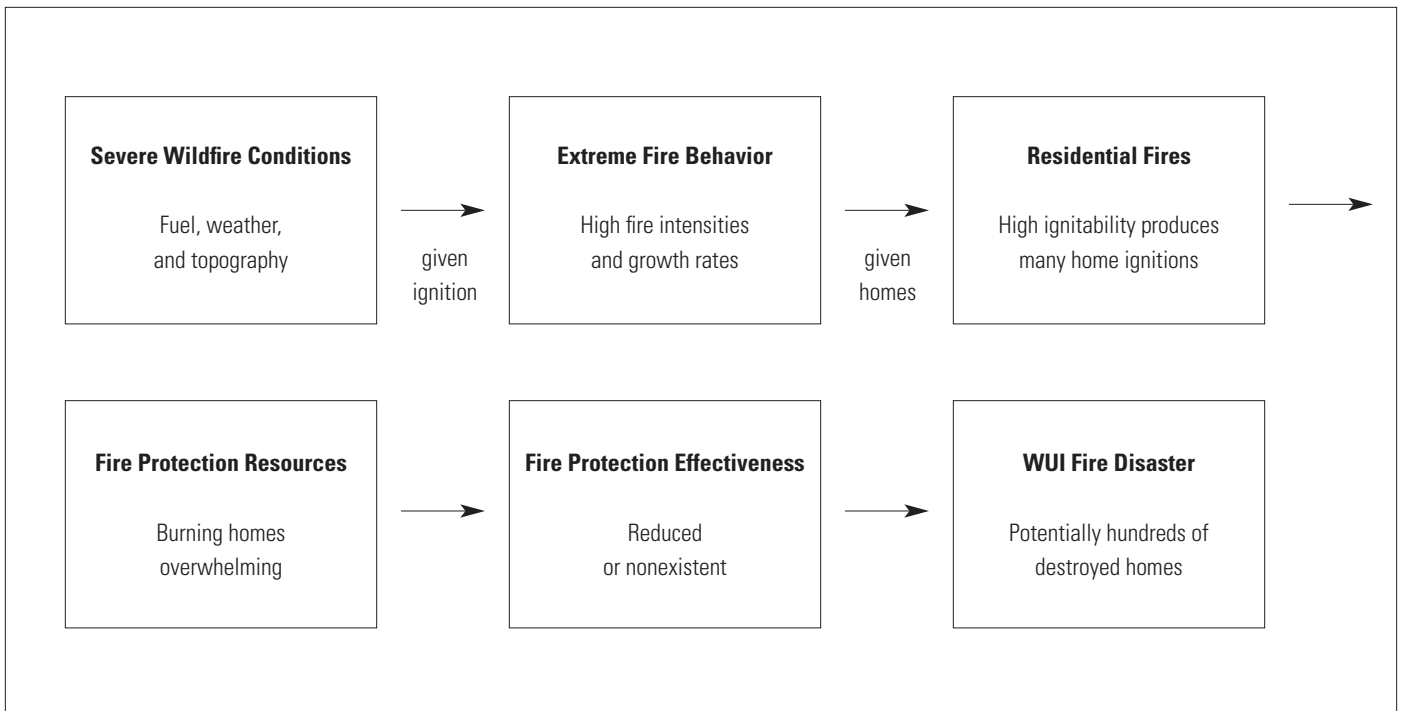 Severe Wildfire Conditions
Fuel, weather,
and topography
given
ignition
Extreme Fire Behavior
High fire intensities
and growth rates
given
homes
Residential Fires
High ignitability produces
many home ignitions
Fire Protection Resources
Burning homes
overwhelming
Fire Protection Effectiveness
Reduced
or nonexistent
WUI Fire Disaster
Potentially hundreds of
destroyed homes